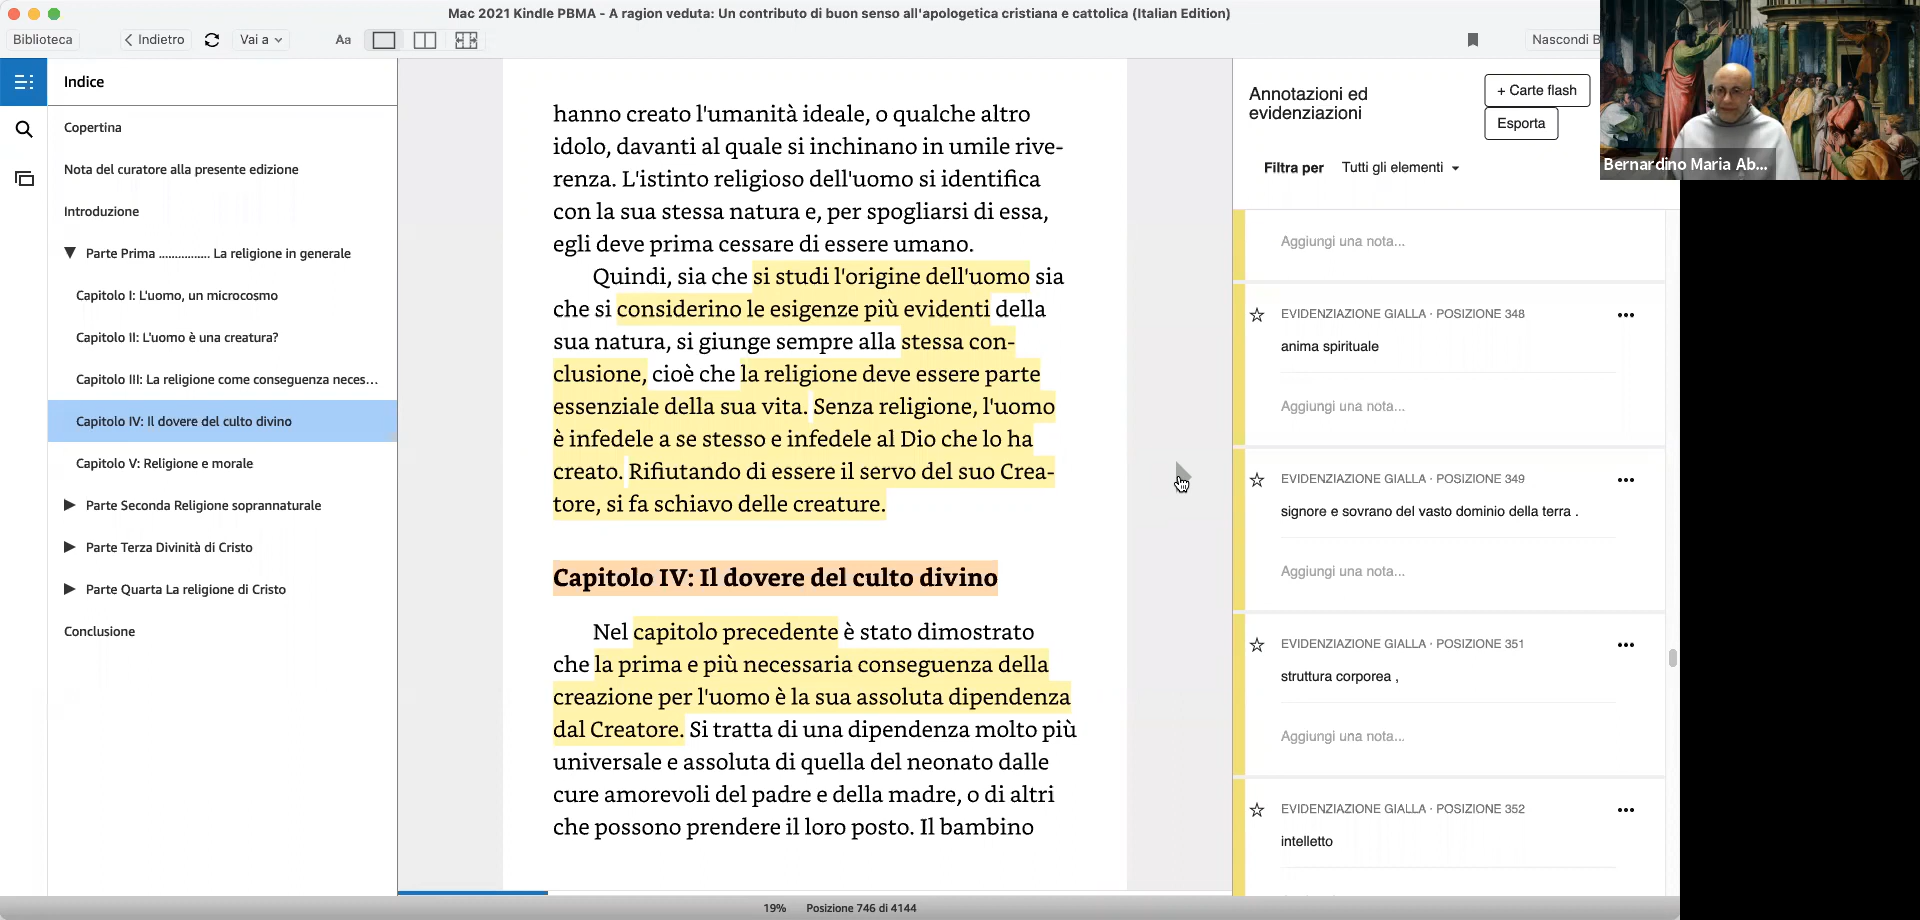 Mac 2021 Kindle PBMA - A ragion veduta: Un contributo di buon senso all'apologetica cristiana e cattolica (Italian Edition)
Biblioteca
Indietro
Vai a
Aa
Nascondi B
Indice
Copertina
Nota del curatore alla presente edizione
Introduzione
Parte Prima ............... La religione in generale
Capitolo I: L'uomo, un microcosmo
Capitolo II: L'uomo è una creatura?
Capitolo III: La religione come conseguenza neces...
Capitolo IV: Il dovere del culto divino
Capitolo V: Religione e morale
Parte Seconda Religione soprannaturale
Parte Terza Divinità di Cristo
Parte Quarta La religione di Cristo
Conclusione
hanno creato l'umanità ideale, o qualche altro
idolo, davanti al quale si inchinano in umile rive-
renza. L'istinto religioso dell'uomo si identifica
con la sua stessa natura e, per spogliarsi di essa,
egli deve prima cessare di essere umano.
Quindi, sia che si studi l'origine dell'uomo sia
che si considerino le esigenze più evidenti della
sua natura, si giunge sempre alla stessa con-
clusione, cioè che la religione deve essere parte
essenziale della sua vita. Senza religione, l'uomo
è infedele a se stesso e infedele al Dio che lo ha
creato. Rifiutando di essere il servo del suo Crea-
tore, si fa schiavo delle creature.
Capitolo IV: Il dovere del culto divino
Nel capitolo precedente è stato dimostrato
che la prima e più necessaria conseguenza della
creazione per l'uomo è la sua assoluta dipendenza
dal Creatore. Si tratta di una dipendenza molto più
universale e assoluta di quella del neonato dalle
cure amorevoli del padre e della madre, o di altri
che possono prendere il loro posto. Il bambino
19% Posizione 746 di 4144
Annotazioni ed
evidenziazioni
+ Carte flash
Esporta
Filtra per Tutti gli elementi
Aggiungi una nota...
EVIDENZIAZIONE GIALLA · POSIZIONE 348
anima spirituale
Aggiungi una nota...
EVIDENZIAZIONE GIALLA · POSIZIONE 349
signore e sovrano del vasto dominio della terra .
Aggiungi una nota...
EVIDENZIAZIONE GIALLA · POSIZIONE 351
struttura corporea ,
Aggiungi una nota...
EVIDENZIAZIONE GIALLA · POSIZIONE 352
intelletto
Bernardino Maria Ab...